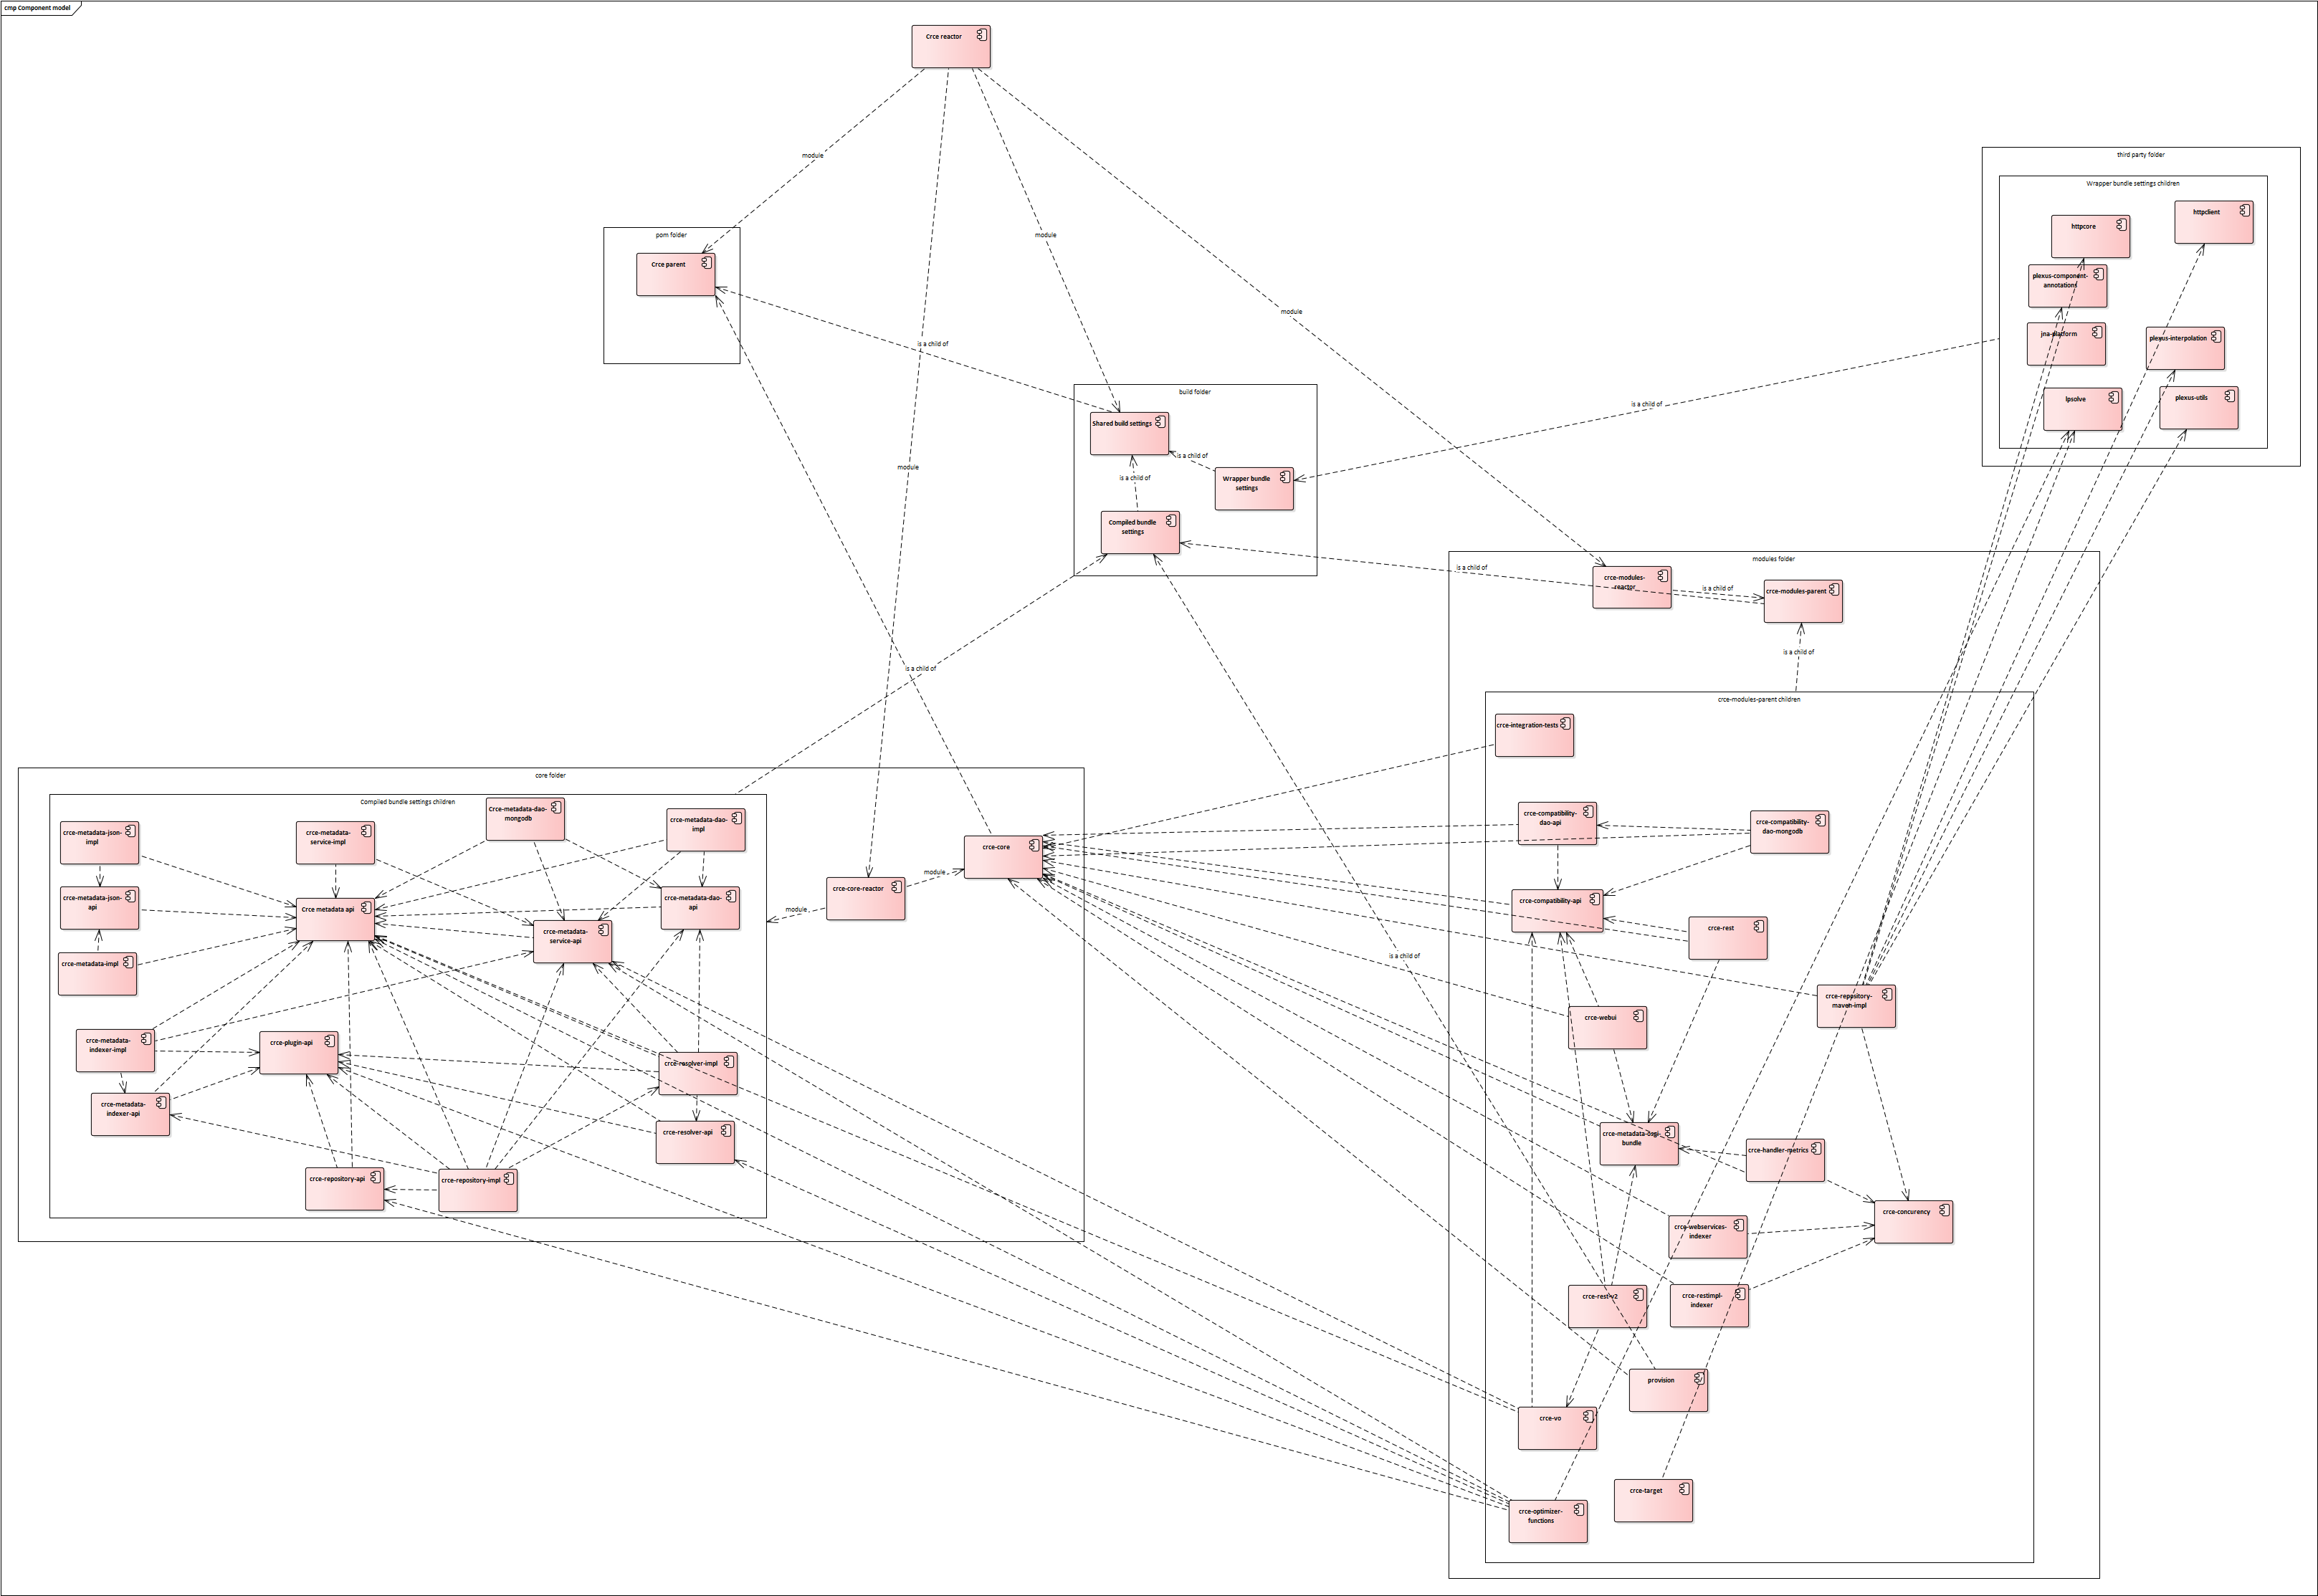 cmp Component model
Crce reactor
module
third party folder
Wrapper bundle settings children
httpclient
httpcore
pom folder
Crce parent
module
plexus-component-
annotations
module
jna-platform
plexus-interpolation
is a child of
build folder
lpsolve
plexus-utils
is a child of
Shared build settings
is a child of
module
Wrapper bundle
settings
is a child of
Compiled bundle
settings
modules folder
is a child of
crce-modules-
reactor
is a child of
crce-modules-parent
is a child of
is a child of
crce-modules-parent children
crce-integration-tests
core folder
Compiled bundle settings children
Crce-metadata-dao-
mongodb
crce-metadata-dao-
impl
crce-metadata-json-
impl
crce-metadata-
service-impl
crce-compatibility-
dao-api
crce-compatibility-
dao-mongodb
crce-core
module
crce-core-reactor
module
crce-metadata-json-
api
Crce metadata api
crce-metadata-dao-
api
crce-metadata-
service-api
crce-compatibility-api
crce-rest
crce-metadata-impl
is a child of
crce-repository-
maven-impl
crce-webui
crce-metadata-
indexer-impl
crce-plugin-api
crce-resolver-impl
crce-metadata-
indexer-api
crce-resolver-api
crce-metadata-osgi-
bundle
crce-handler-metrics
crce-repository-api
crce-repository-impl
crce-concurency
crce-webservices-
indexer
crce-rest-v2
crce-restimpl-
indexer
provision
crce-vo
crce-target
crce-optimizer-
functions